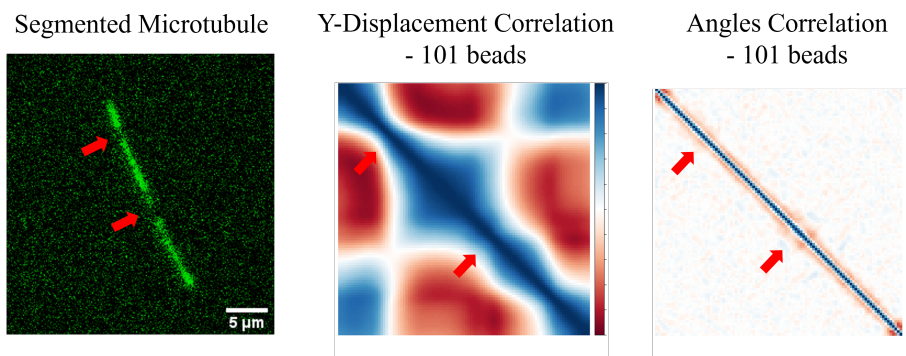 Segmented Microtubule
Y-Displacement Correlation
- 101 beads
Angles Correlation
- 101 beads
5 μm